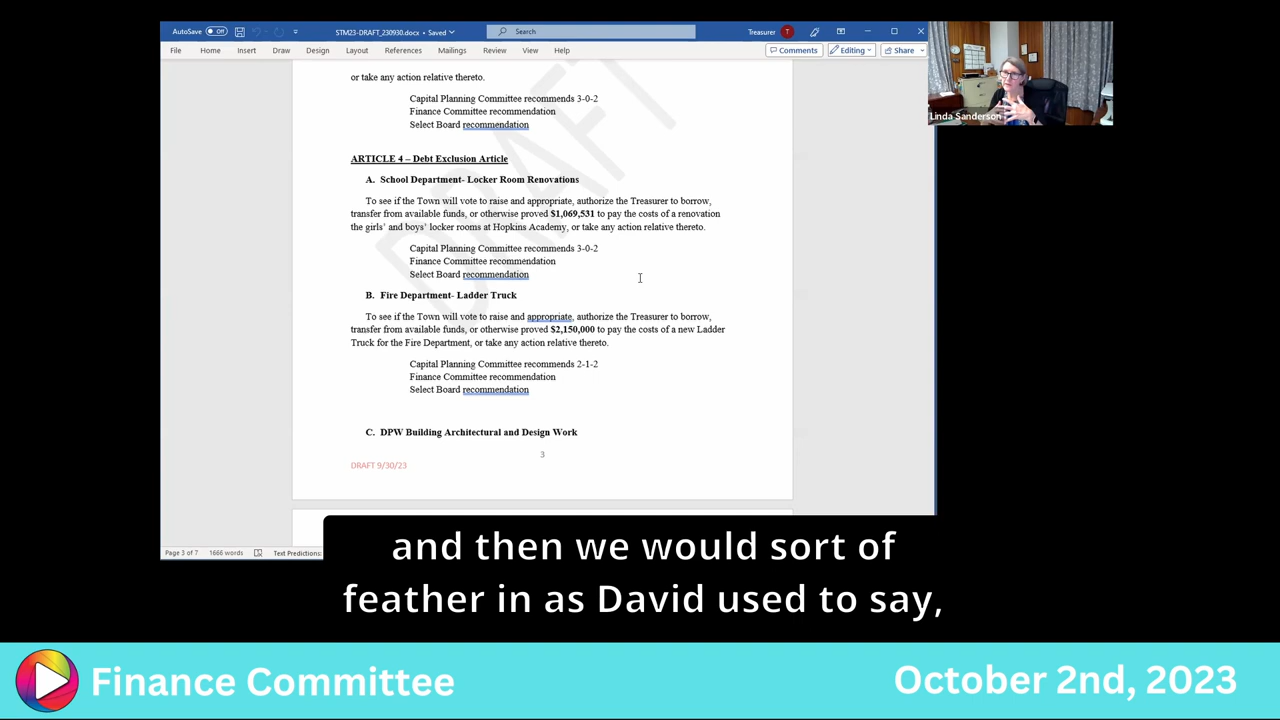 AutoSave Off STM23-DRAFT_230930.docx • Saved Search Treasurer T
File Home Insert Draw Design Layout References Mailings Review View Help Comments Editing Share
or take any action relative thereto.
Capital Planning Committee recommends 3-0-2
Finance Committee recommendation
Select Board recommendation
Linda Sanderson
DRAFT
ARTICLE 4 – Debt Exclusion Article
A. School Department- Locker Room Renovations
To see if the Town will vote to raise and appropriate, authorize the Treasurer to borrow,
transfer from available funds, or otherwise proved $1,069,531 to pay the costs of a renovation
the girls’ and boys’ locker rooms at Hopkins Academy, or take any action relative thereto.
Capital Planning Committee recommends 3-0-2
Finance Committee recommendation
Select Board recommendation
B. Fire Department- Ladder Truck
To see if the Town will vote to raise and appropriate, authorize the Treasurer to borrow,
transfer from available funds, or otherwise proved $2,150,000 to pay the costs of a new Ladder
Truck for the Fire Department, or take any action relative thereto.
Capital Planning Committee recommends 2-1-2
Finance Committee recommendation
Select Board recommendation
C. DPW Building Architectural and Design Work
3
DRAFT 9/30/23
Page 3 of 7 1666 words Text Predictions:
and then we would sort of
feather in as David used to say,
Finance Committee
October 2nd, 2023